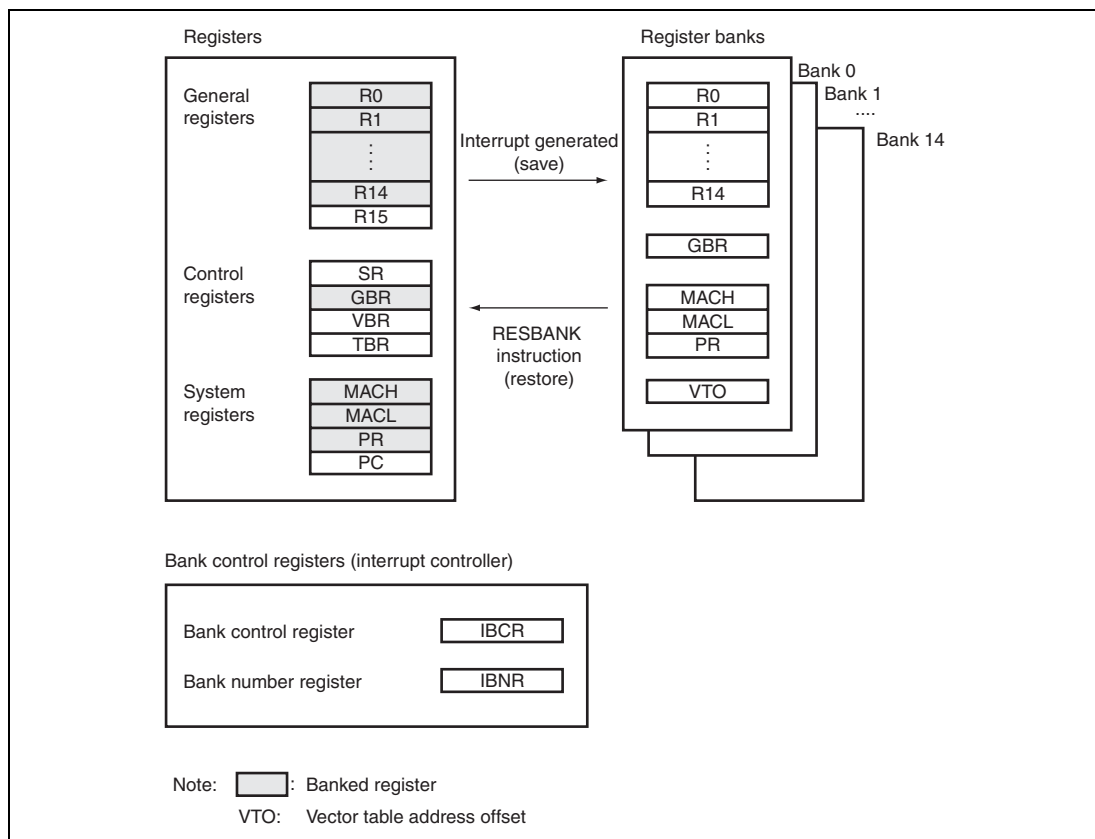 Registers
General
registers
R0
R1
⋮
R14
R15
Control
registers
SR
GBR
VBR
TBR
System
registers
MACH
MACL
PR
PC
Interrupt generated
(save)
RESBANK
instruction
(restore)
Register banks
Bank 0
Bank 1
....
Bank 14
R0
R1
⋮
R14
GBR
MACH
MACL
PR
VTO
Bank control registers (interrupt controller)
Bank control register
IBCR
Bank number register
IBNR
Note: : Banked register
VTO: Vector table address offset